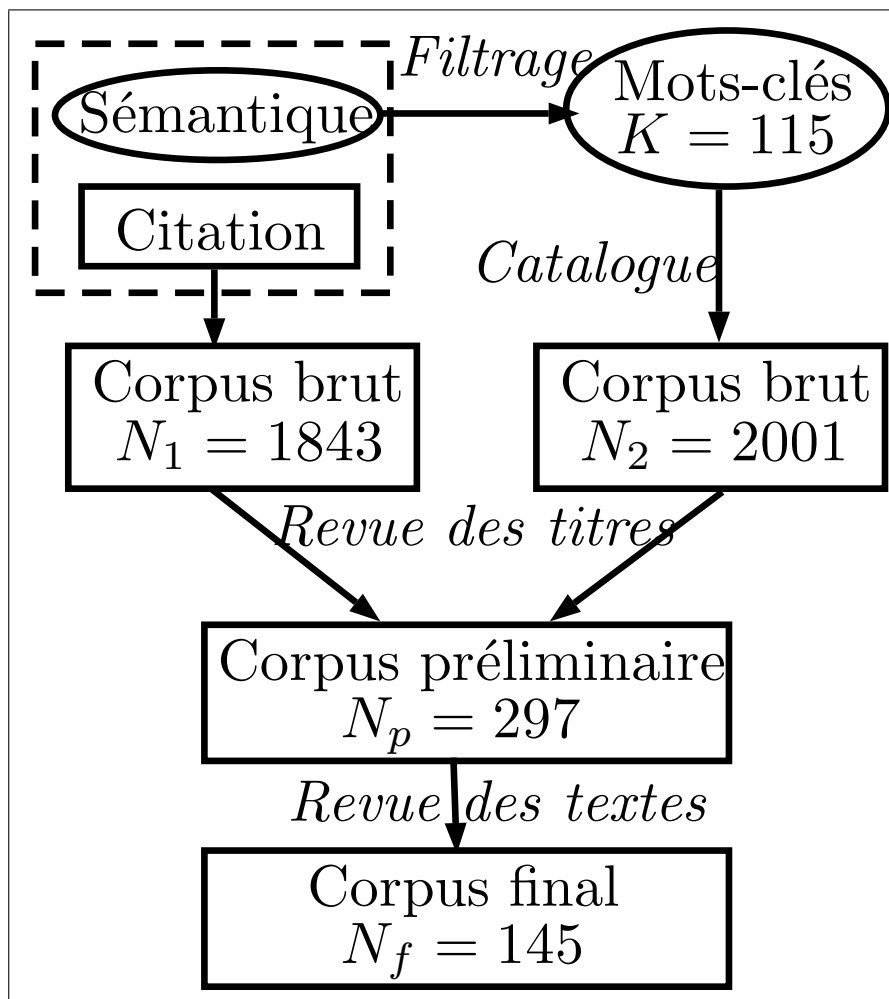 Filtrage
Sémantique
Mots-clés
K = 115
Citation
Catalogue
Corpus brut
N₁ = 1843
Corpus brut
N₂ = 2001
Revue des titres
Corpus préliminaire
Nₚ = 297
Revue des textes
Corpus final
N_f = 145